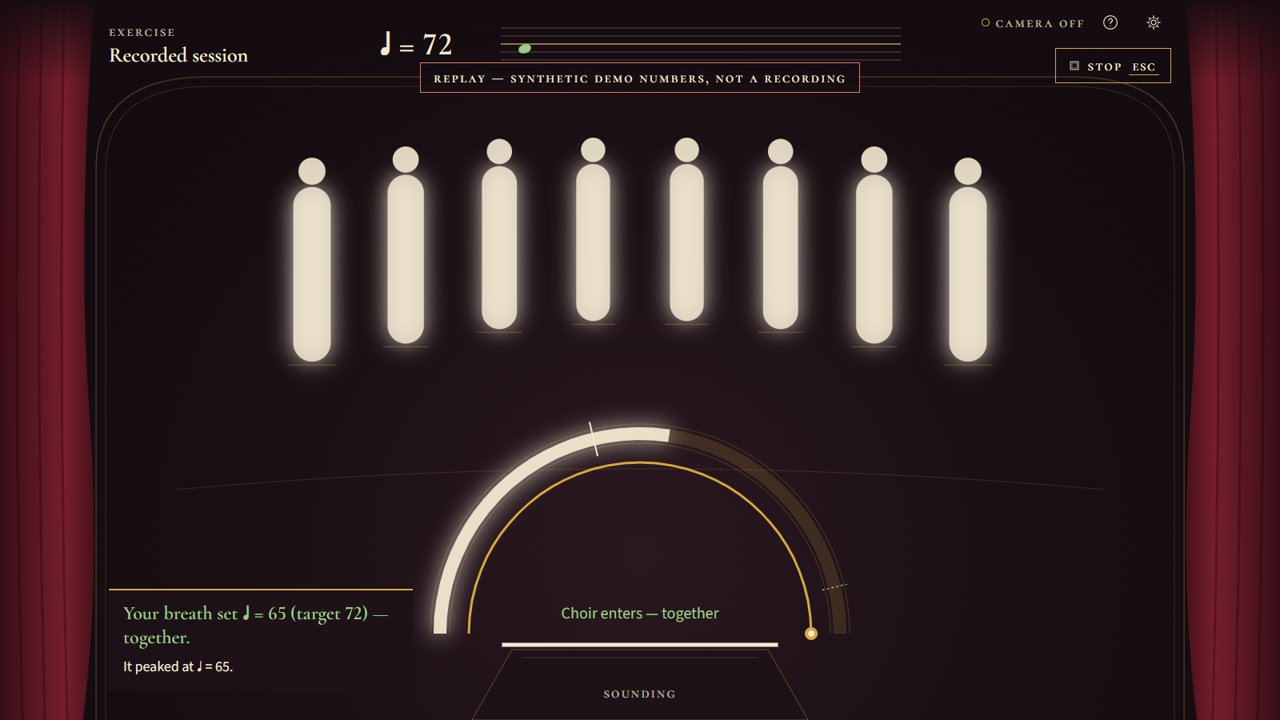 EXERCISE
Recorded session
♩ = 72
CAMERA OFF
?
STOP ESC
REPLAY — SYNTHETIC DEMO NUMBERS, NOT A RECORDING
Your breath set ♩ = 65 (target 72) —
together.
It peaked at ♩ = 65.
Choir enters — together
SOUNDING